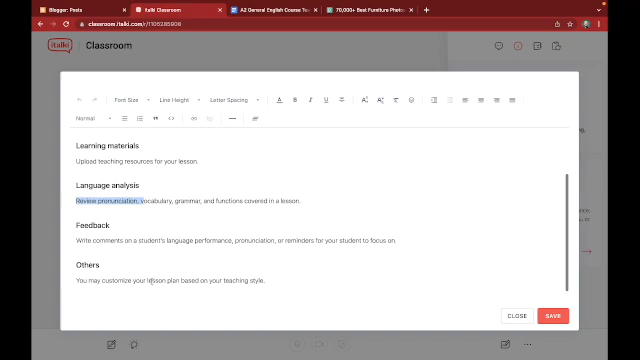 Blogger: Posts
italki Classroom
A2 General English Course Te
70,000+ Best Furniture Photos
classroom.italki.com/r/1105285908
italki
Classroom
Font Size
Line Height
Letter Spacing
Normal
Learning materials
Upload teaching resources for your lesson.
Language analysis
Review pronunciation, vocabulary, grammar, and functions covered in a lesson.
Feedback
Write comments on a student's language performance, pronunciation, or reminders for your student to focus on.
Others
You may customize your lesson plan based on your teaching style.
CLOSE
SAVE